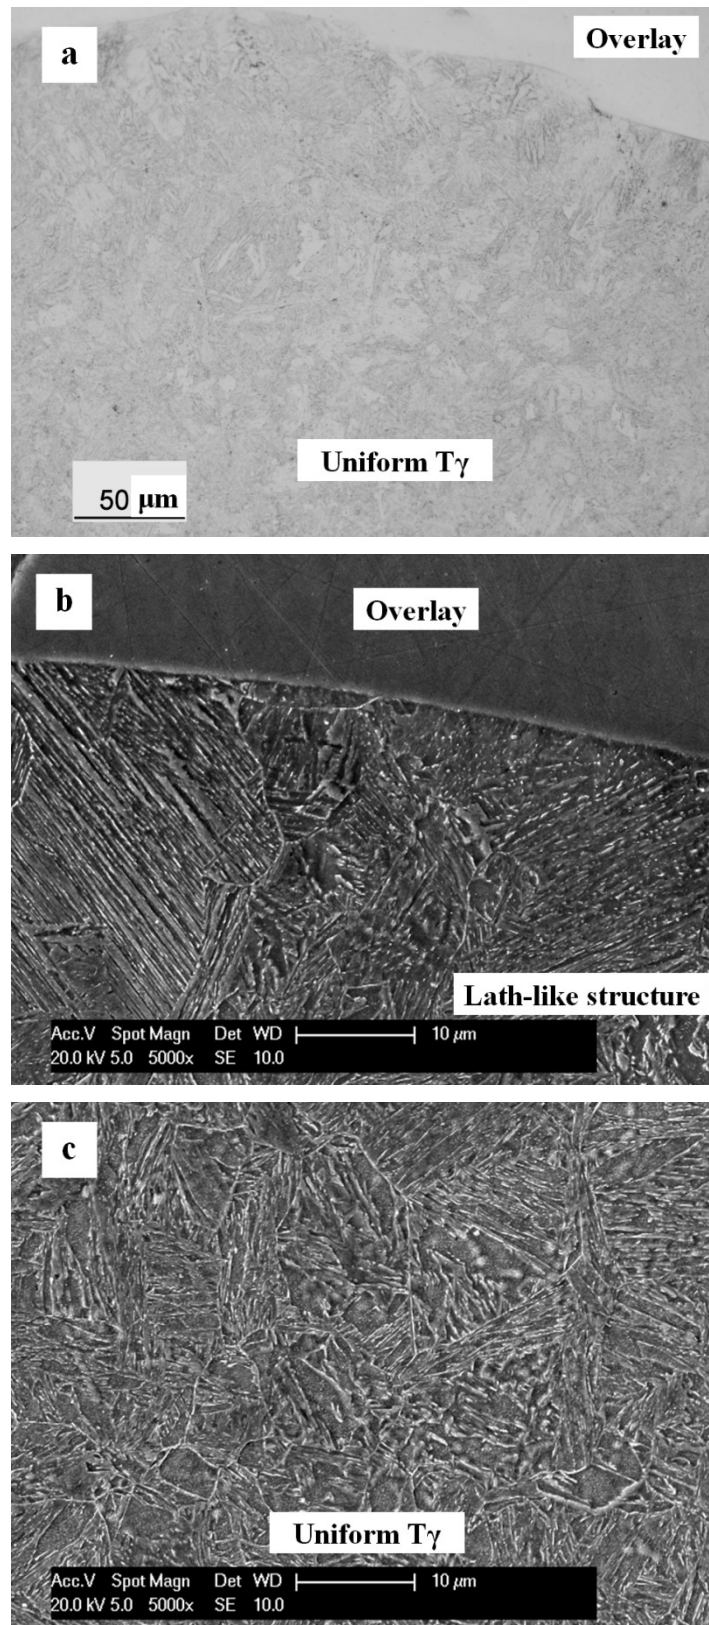 a
Overlay
Uniform Tγ
50 μm
b
Overlay
Lath-like structure
Acc.V Spot Magn Det WD 10 μm
20.0 kV 5.0 5000x SE 10.0
c
Uniform Tγ
Acc.V Spot Magn Det WD 10 μm
20.0 kV 5.0 5000x SE 10.0